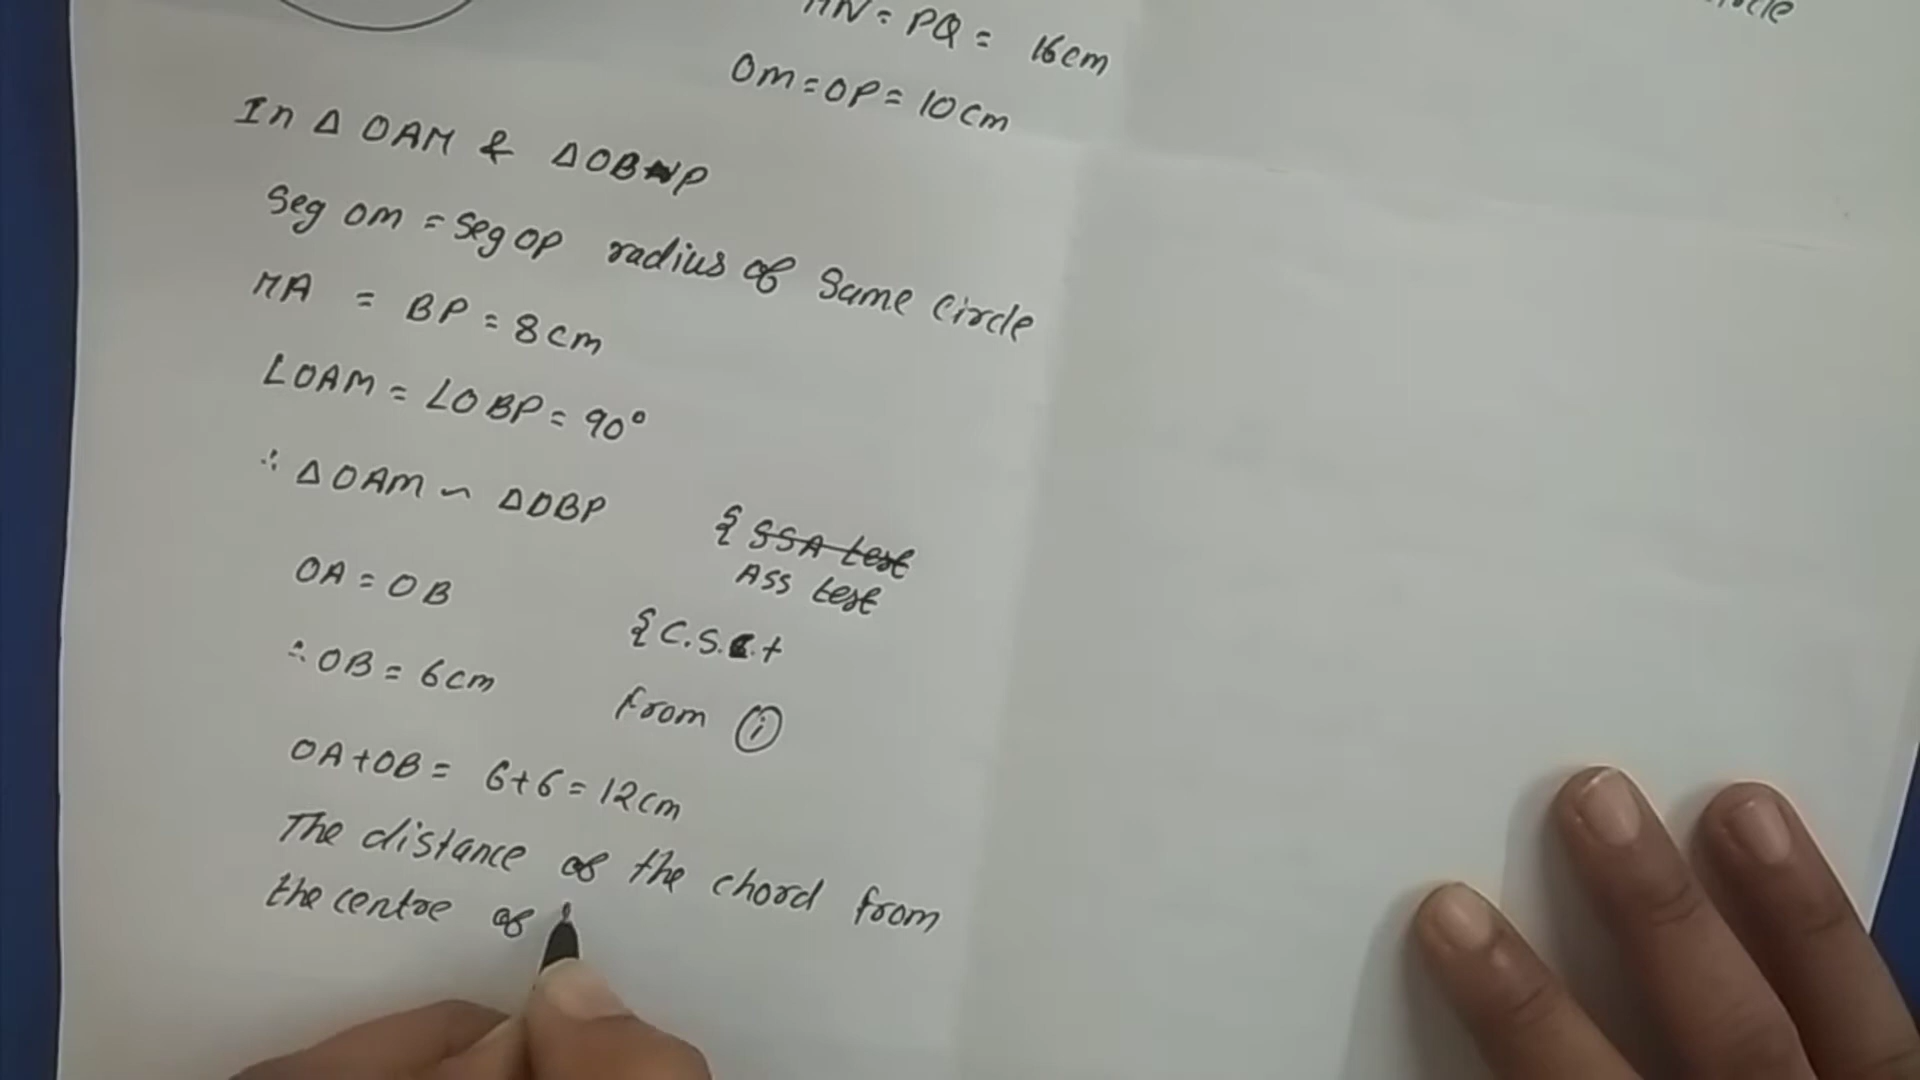 MN = PQ = 16cm
OM = OP = 10cm
In Δ OAM & Δ OBP
Seg OM = Seg OP radius of Same Circle
MA = BP = 8cm
∠OAM = ∠OBP = 90°
∴ Δ OAM ~ Δ OBP { SSA test
ASS test
OA = OB { C.S.C.t
∴ OB = 6cm from ①
OA + OB = 6+6 = 12cm
The distance of the chord from
the centre of